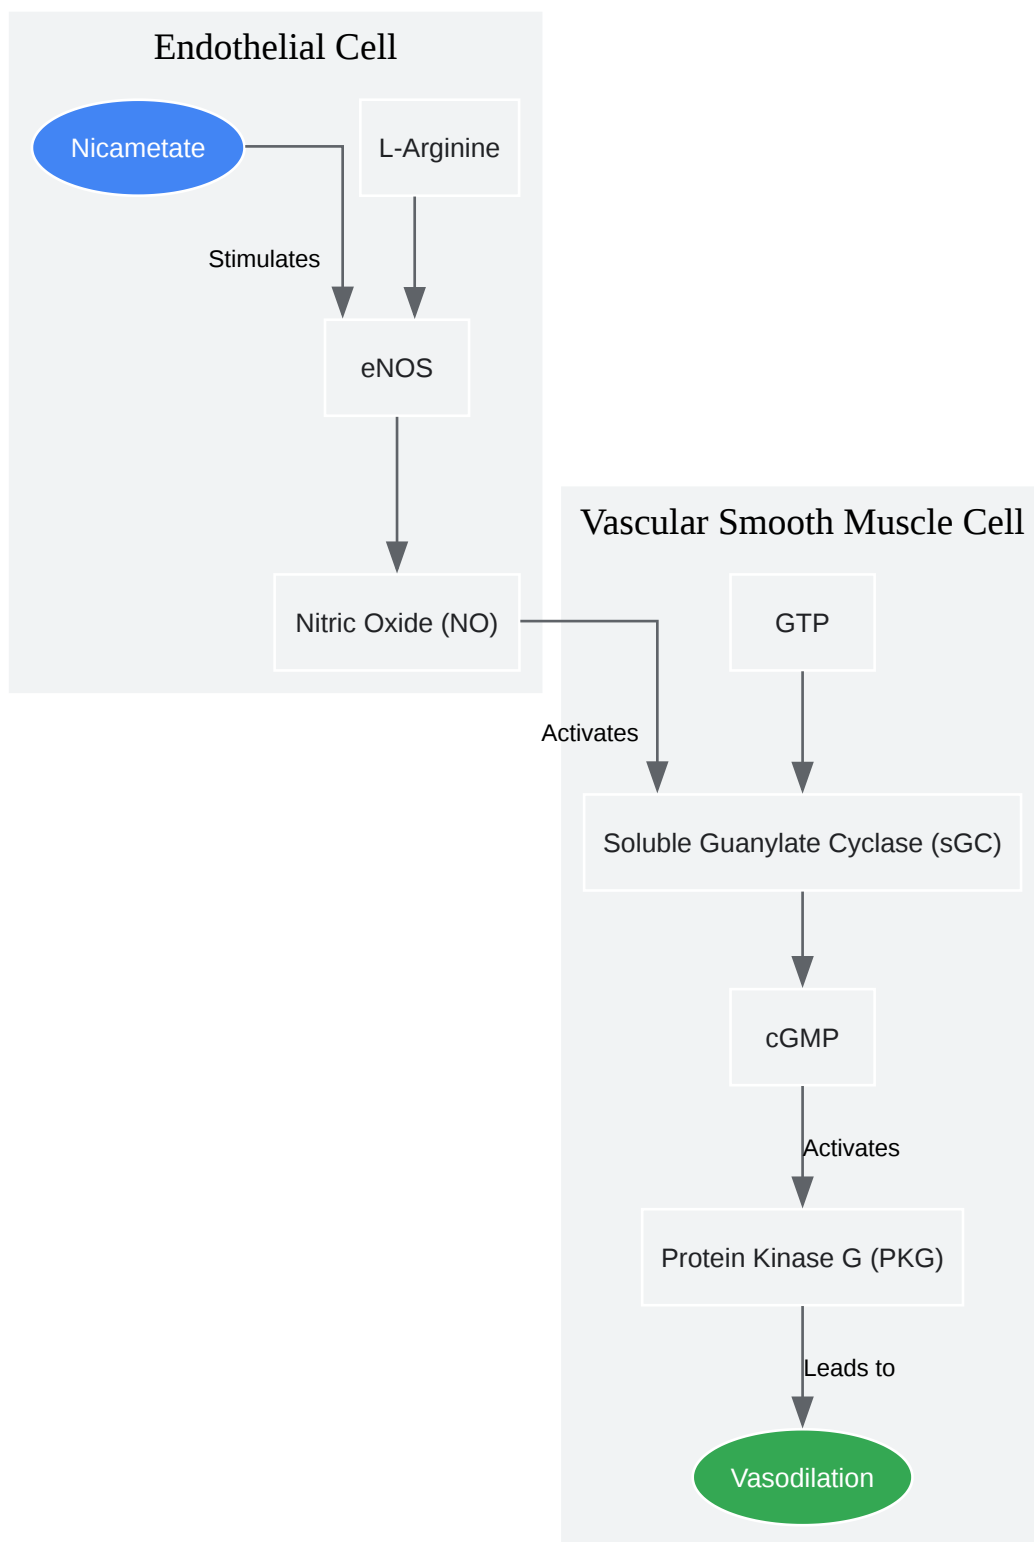 Endothelial Cell
Nicametate
L-Arginine
Stimulates
eNOS
Nitric Oxide (NO)
Vascular Smooth Muscle Cell
GTP
Activates
Soluble Guanylate Cyclase (sGC)
cGMP
Activates
Protein Kinase G (PKG)
Leads to
Vasodilation